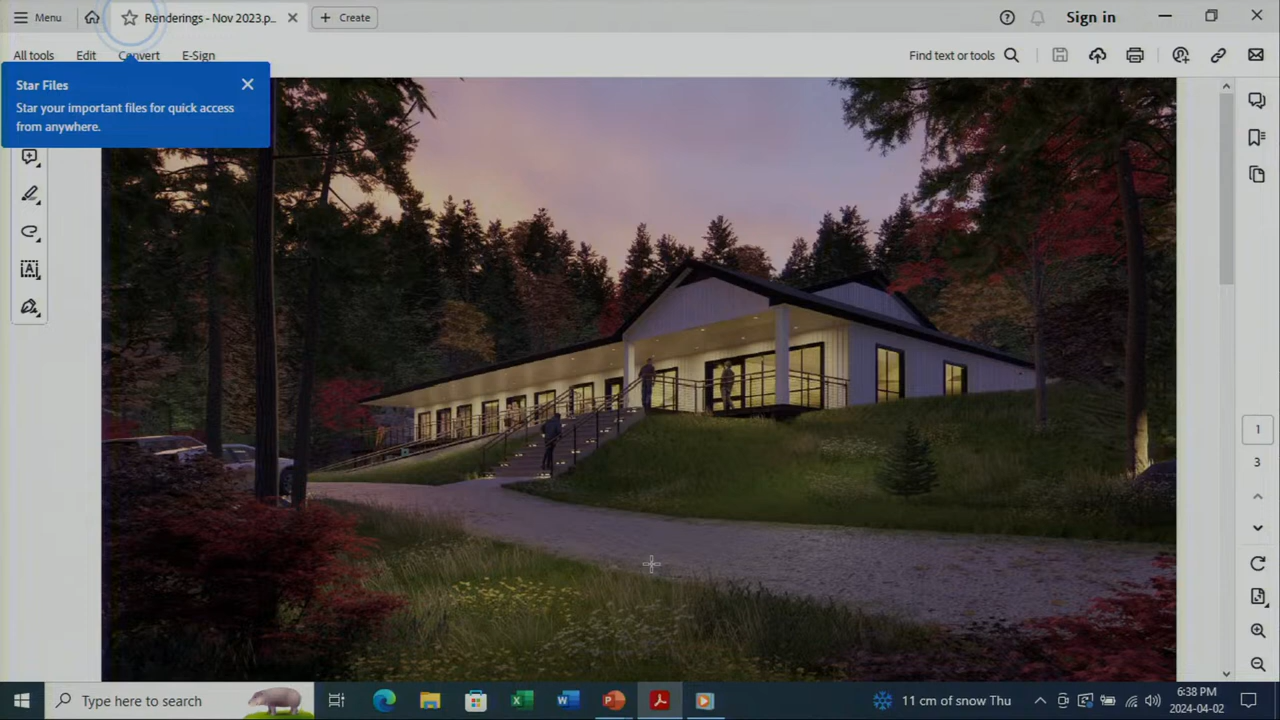 Menu
Renderings - Nov 2023.p...
Create
Sign in
All tools
Edit
Convert
E-Sign
Find text or tools
Star Files
Star your important files for quick access
from anywhere.
A
1
3
Type here to search
11 cm of snow Thu
6:38 PM
2024-04-02